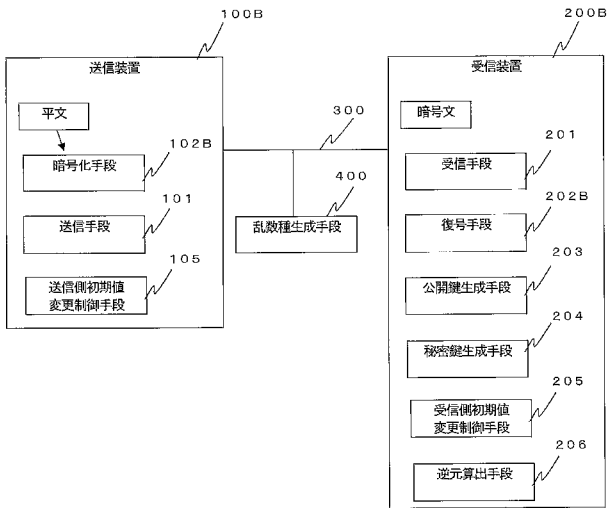 100B
送信装置
平文
102B
暗号化手段
101
送信手段
105
送信側初期値
変更制御手段
300
400
乱数種生成手段
200B
受信装置
暗号文
201
受信手段
202B
復号手段
203
公開鍵生成手段
204
秘密鍵生成手段
205
受信側初期値
変更制御手段
206
逆元算出手段